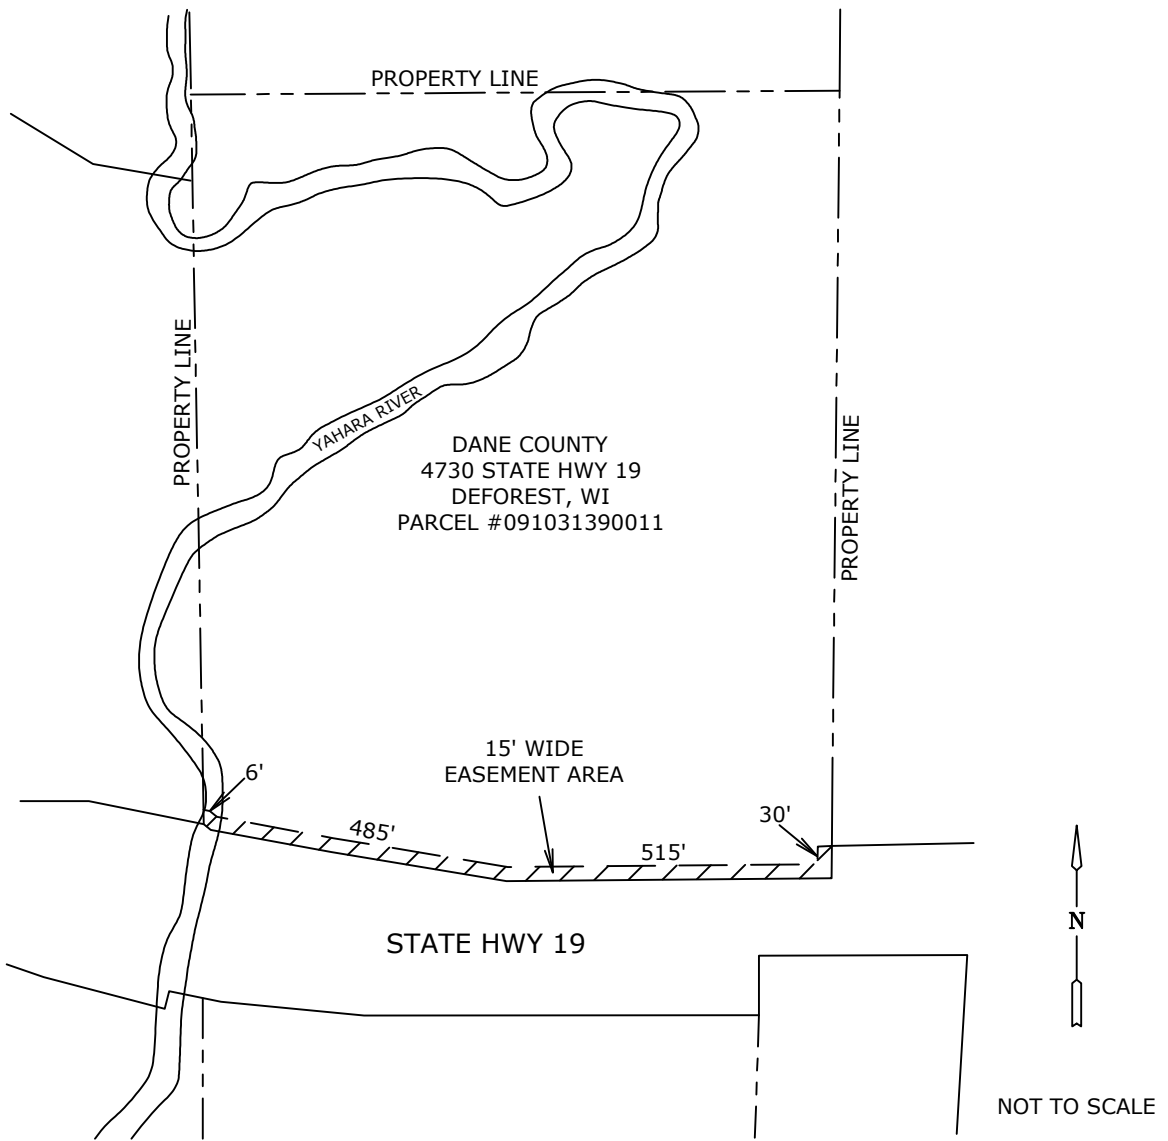 PROPERTY LINE
PROPERTY LINE
YAHARA RIVER
DANE COUNTY
4730 STATE HWY 19
DEFOREST, WI
PARCEL #091031390011
PROPERTY LINE
15' WIDE
EASEMENT AREA
6'
485'
30'
515'
STATE HWY 19
N
NOT TO SCALE